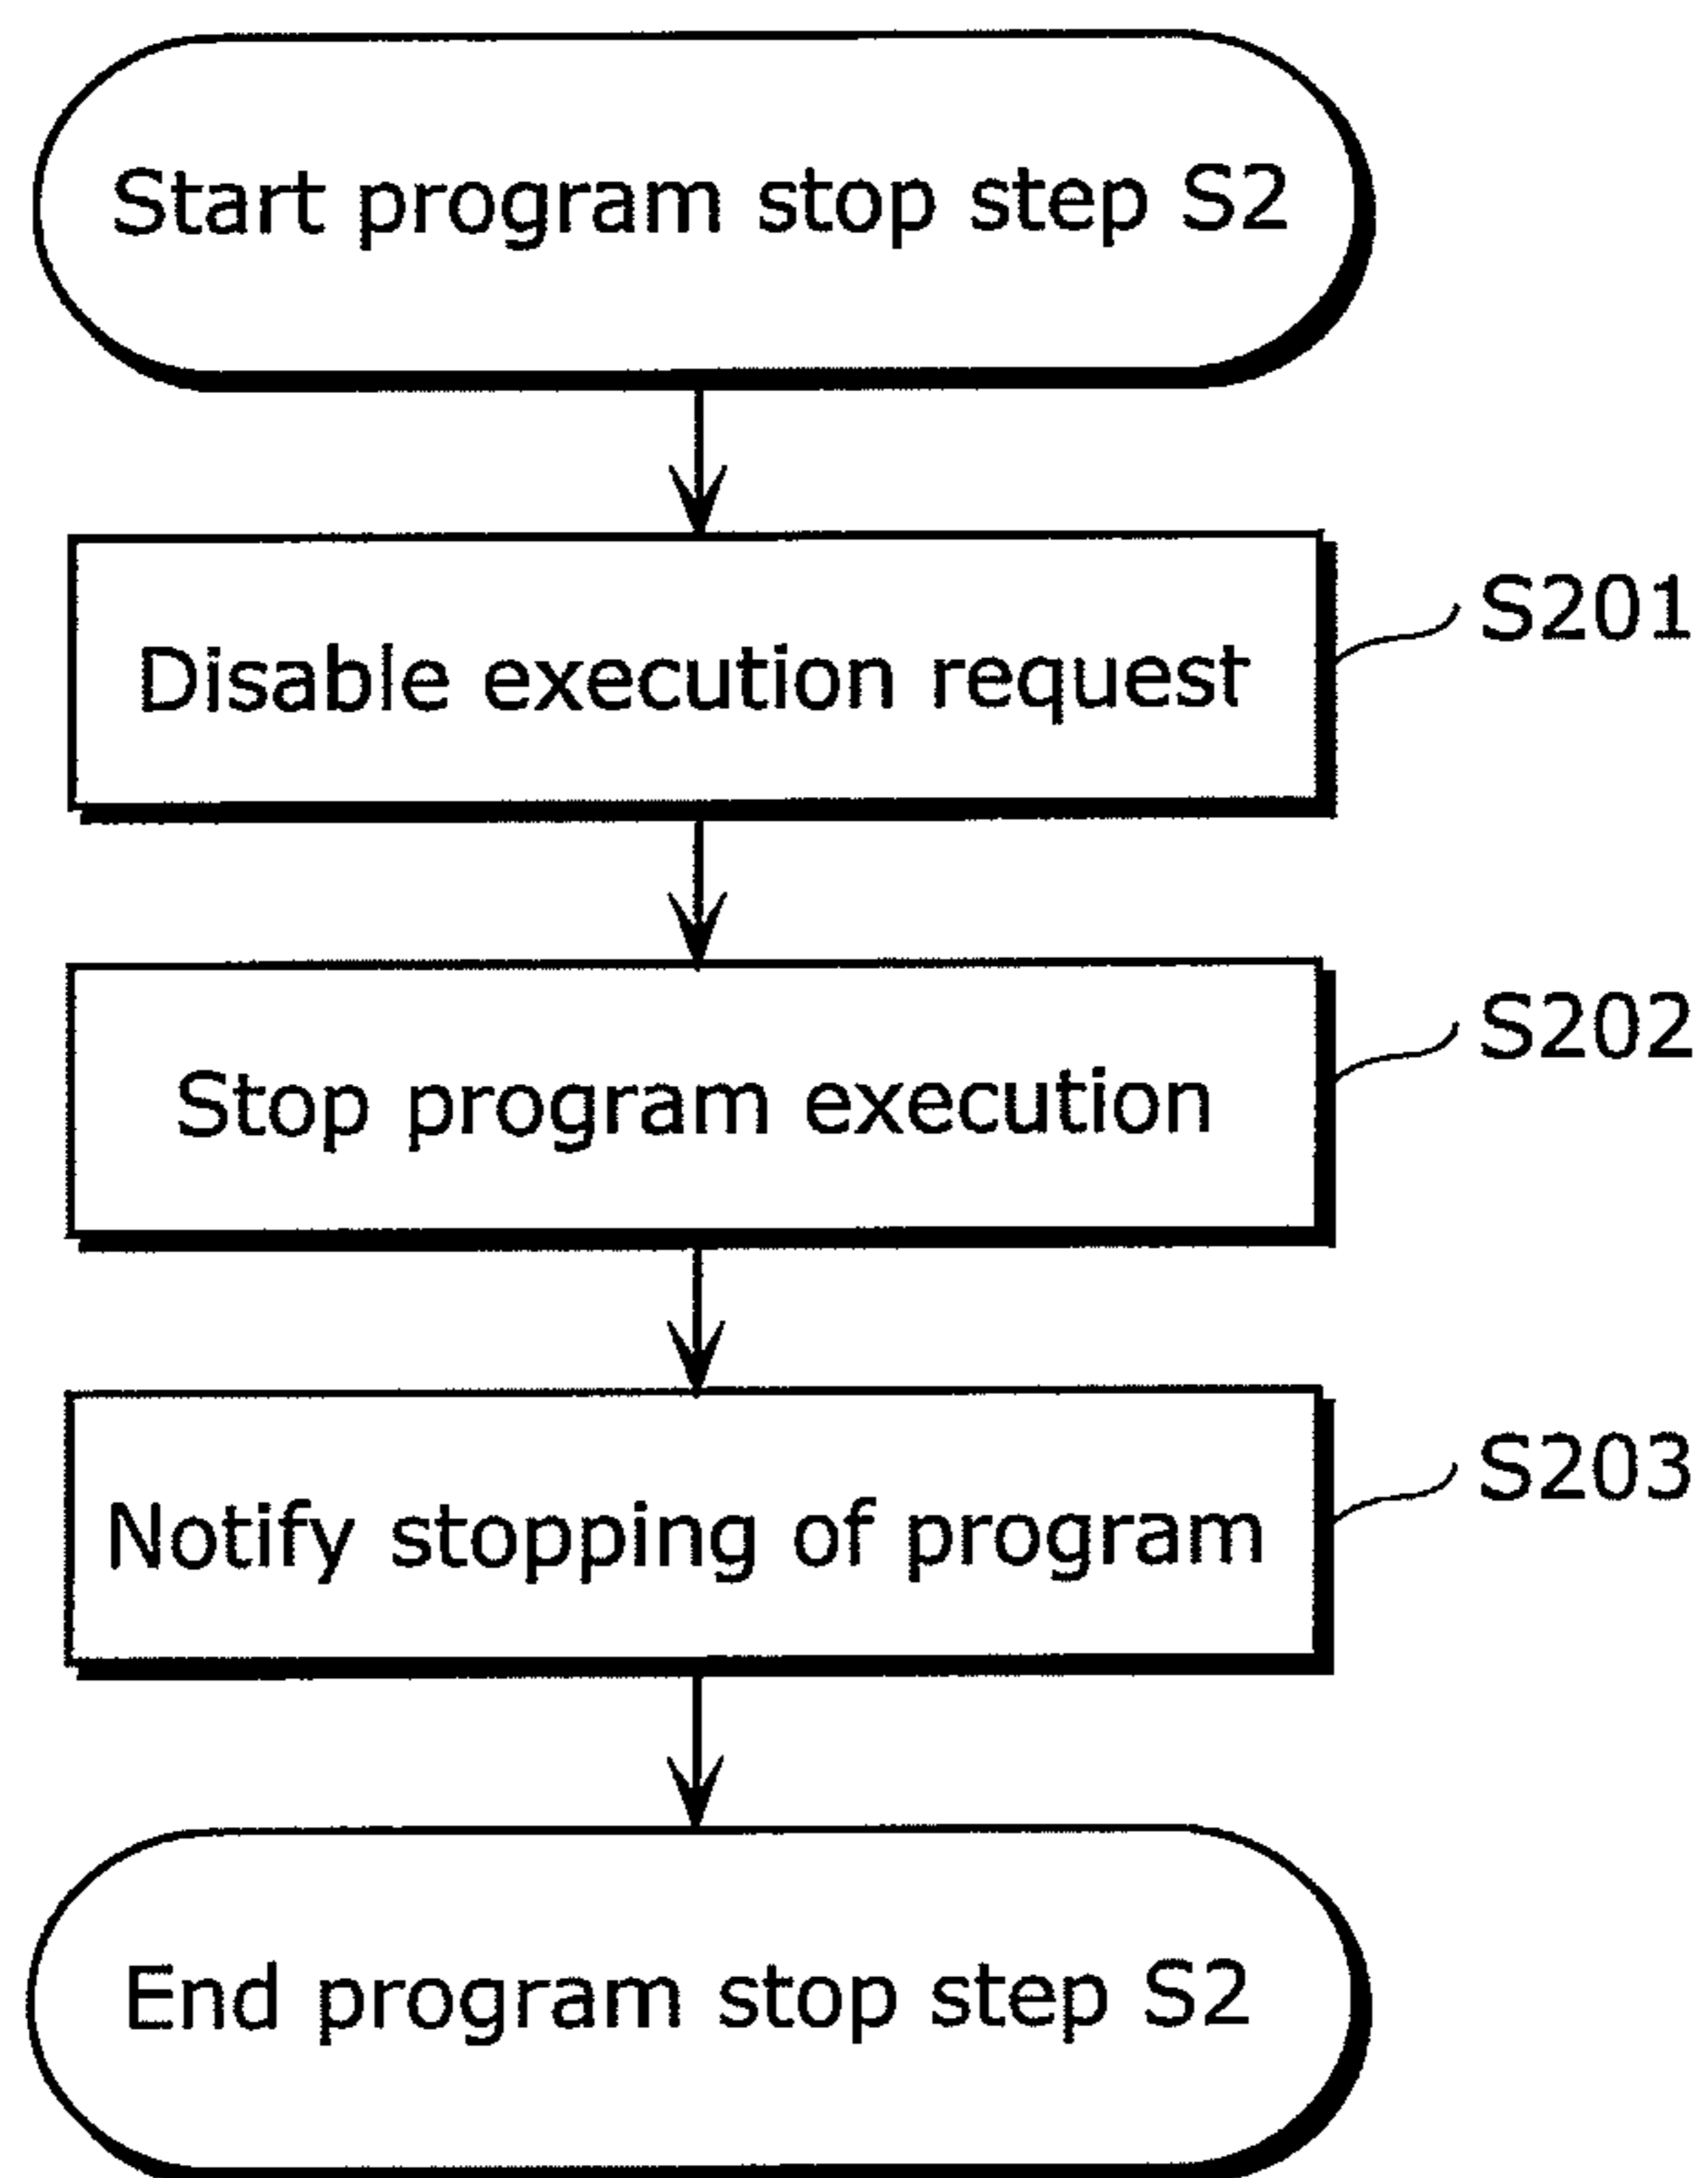 Start program stop step S2
S201
Disable execution request
S202
Stop program execution
S203
Notify stopping of program
End program stop step S2